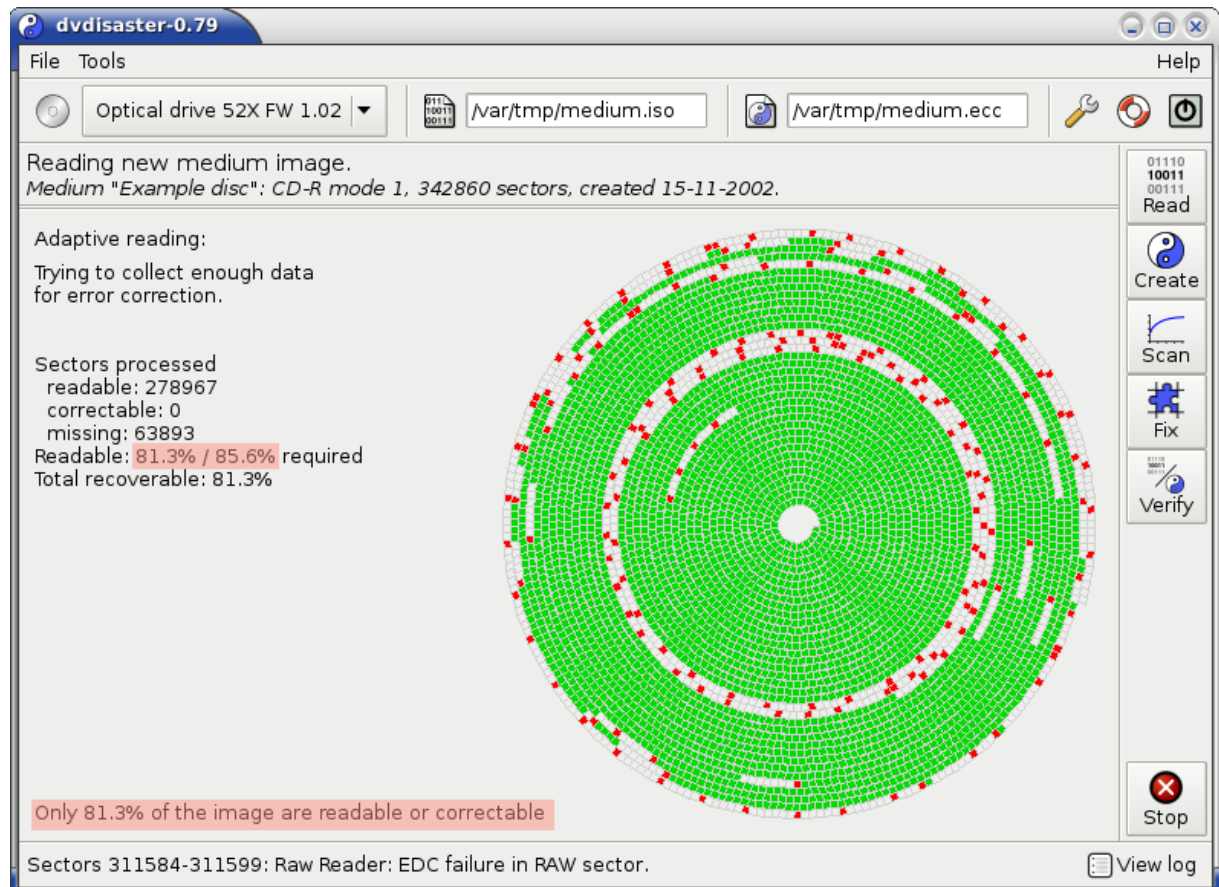 dvdisaster-0.79
File Tools Help
Optical drive 52X FW 1.02 /var/tmp/medium.iso /var/tmp/medium.ecc
Reading new medium image.
Medium "Example disc": CD-R mode 1, 342860 sectors, created 15-11-2002.
01110
10011
00111
Read
Adaptive reading:
Trying to collect enough data
for error correction.
Create
Scan
Sectors processed
readable: 278967
correctable: 0
missing: 63893
Readable: 81.3% / 85.6% required
Total recoverable: 81.3%
Fix
Verify
Only 81.3% of the image are readable or correctable
Stop
Sectors 311584-311599: Raw Reader: EDC failure in RAW sector.
View log